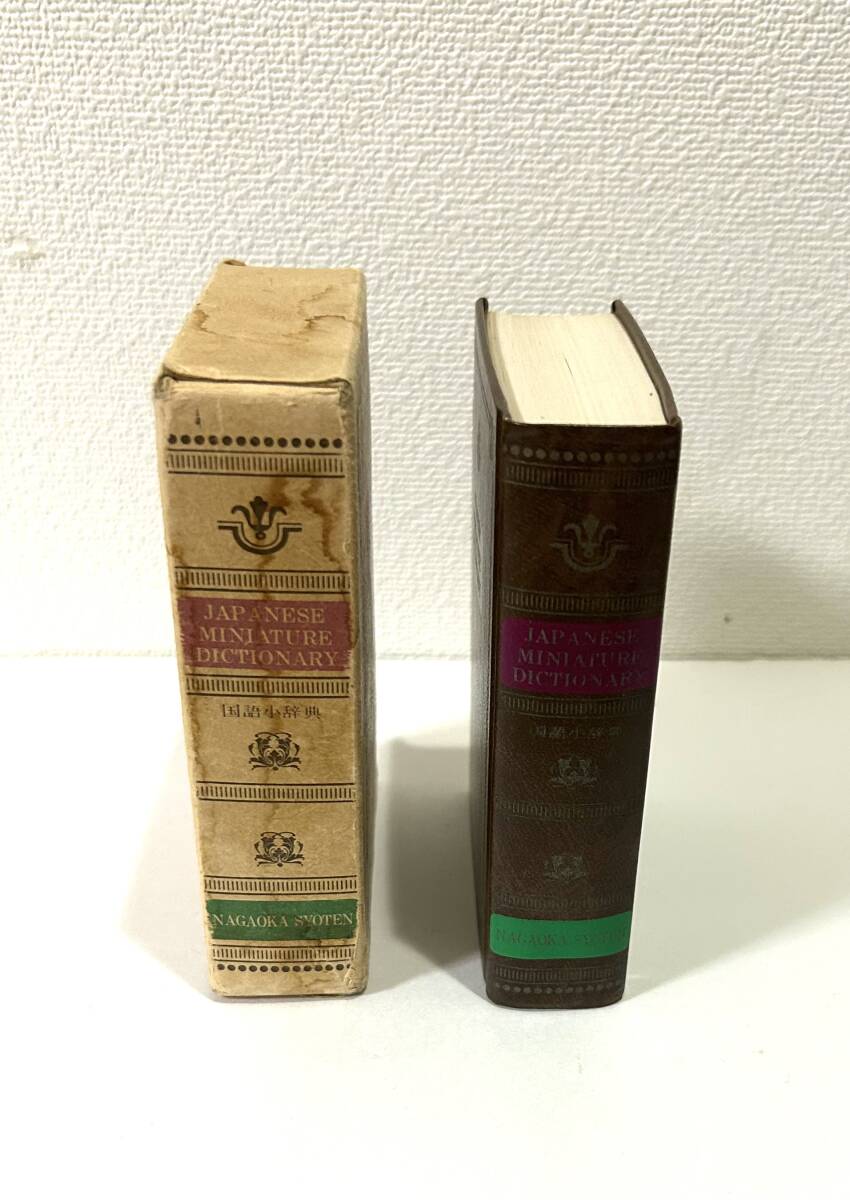 JAPANESE
MINIATURE
DICTIONARY
国語小辞典
NAGAOKA SYOTEN
JAPANESE
MINIATURE
DICTIONARY
国語小辞典
NAGAOKA SYOTEN